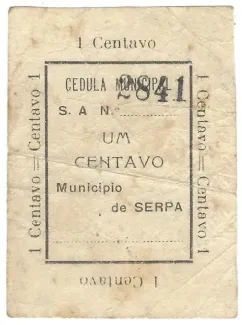 1 Centavo
CEDULA MUNICIPAL
2841
S. A N.º
UM
CENTAVO
Municipio
de SERPA
1 Centavo = Centavo 1
1 Centavo = Centavo 1
1 Centavo